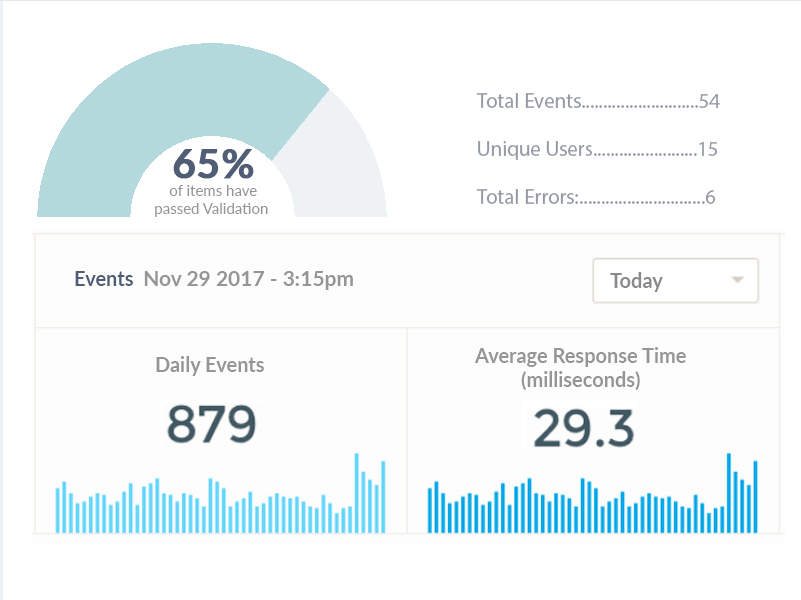 65%
of items have
passed Validation
Total Events...........................54
Unique Users........................15
Total Errors:.............................6
Events Nov 29 2017 - 3:15pm
Today
Daily Events
879
Average Response Time
(milliseconds)
29.3